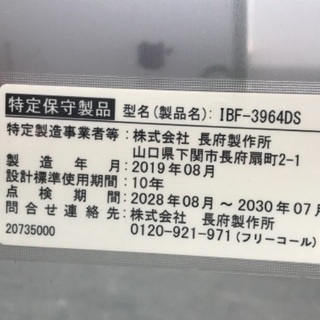 特定保守製品 型名(製品名): IBF-3964DS
特定製造事業者等: 株式会社 長府製作所
山口県下関市長府扇町2-1
製造年月: 2019年08月
設計標準使用期間: 10年
点検期間: 2028年08月 ~ 2030年07月
問合せ連絡先: 株式会社 長府製作所
20735000 0120-921-971(フリーコール)